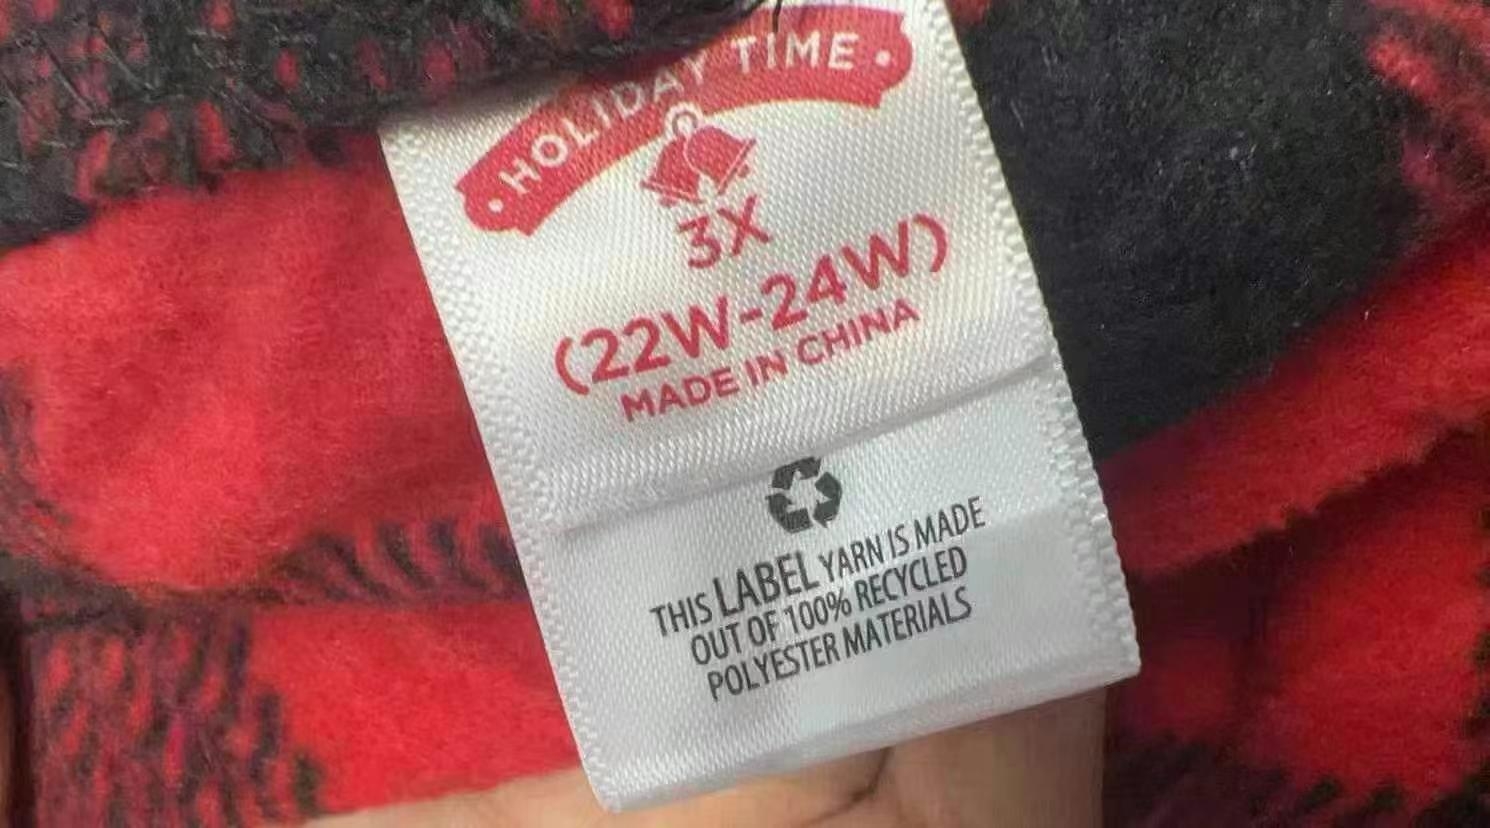 HOLIDAY TIME
3X
(22W-24W)
MADE IN CHINA
THIS LABEL YARN IS MADE
OUT OF 100% RECYCLED
POLYESTER MATERIALS